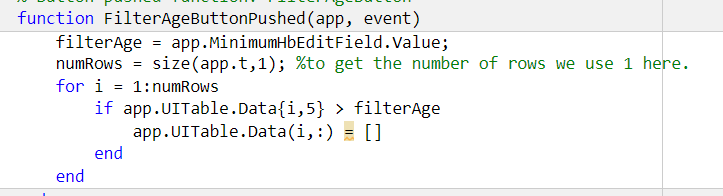 % Button pushed function: FilterAgeButton
function FilterAgeButtonPushed(app, event)
filterAge = app.MinimumHbEditField.Value;
numRows = size(app.t,1); %to get the number of rows we use 1 here.
for i = 1:numRows
if app.UITable.Data{i,5} > filterAge
app.UITable.Data(i,:) = []
end
end